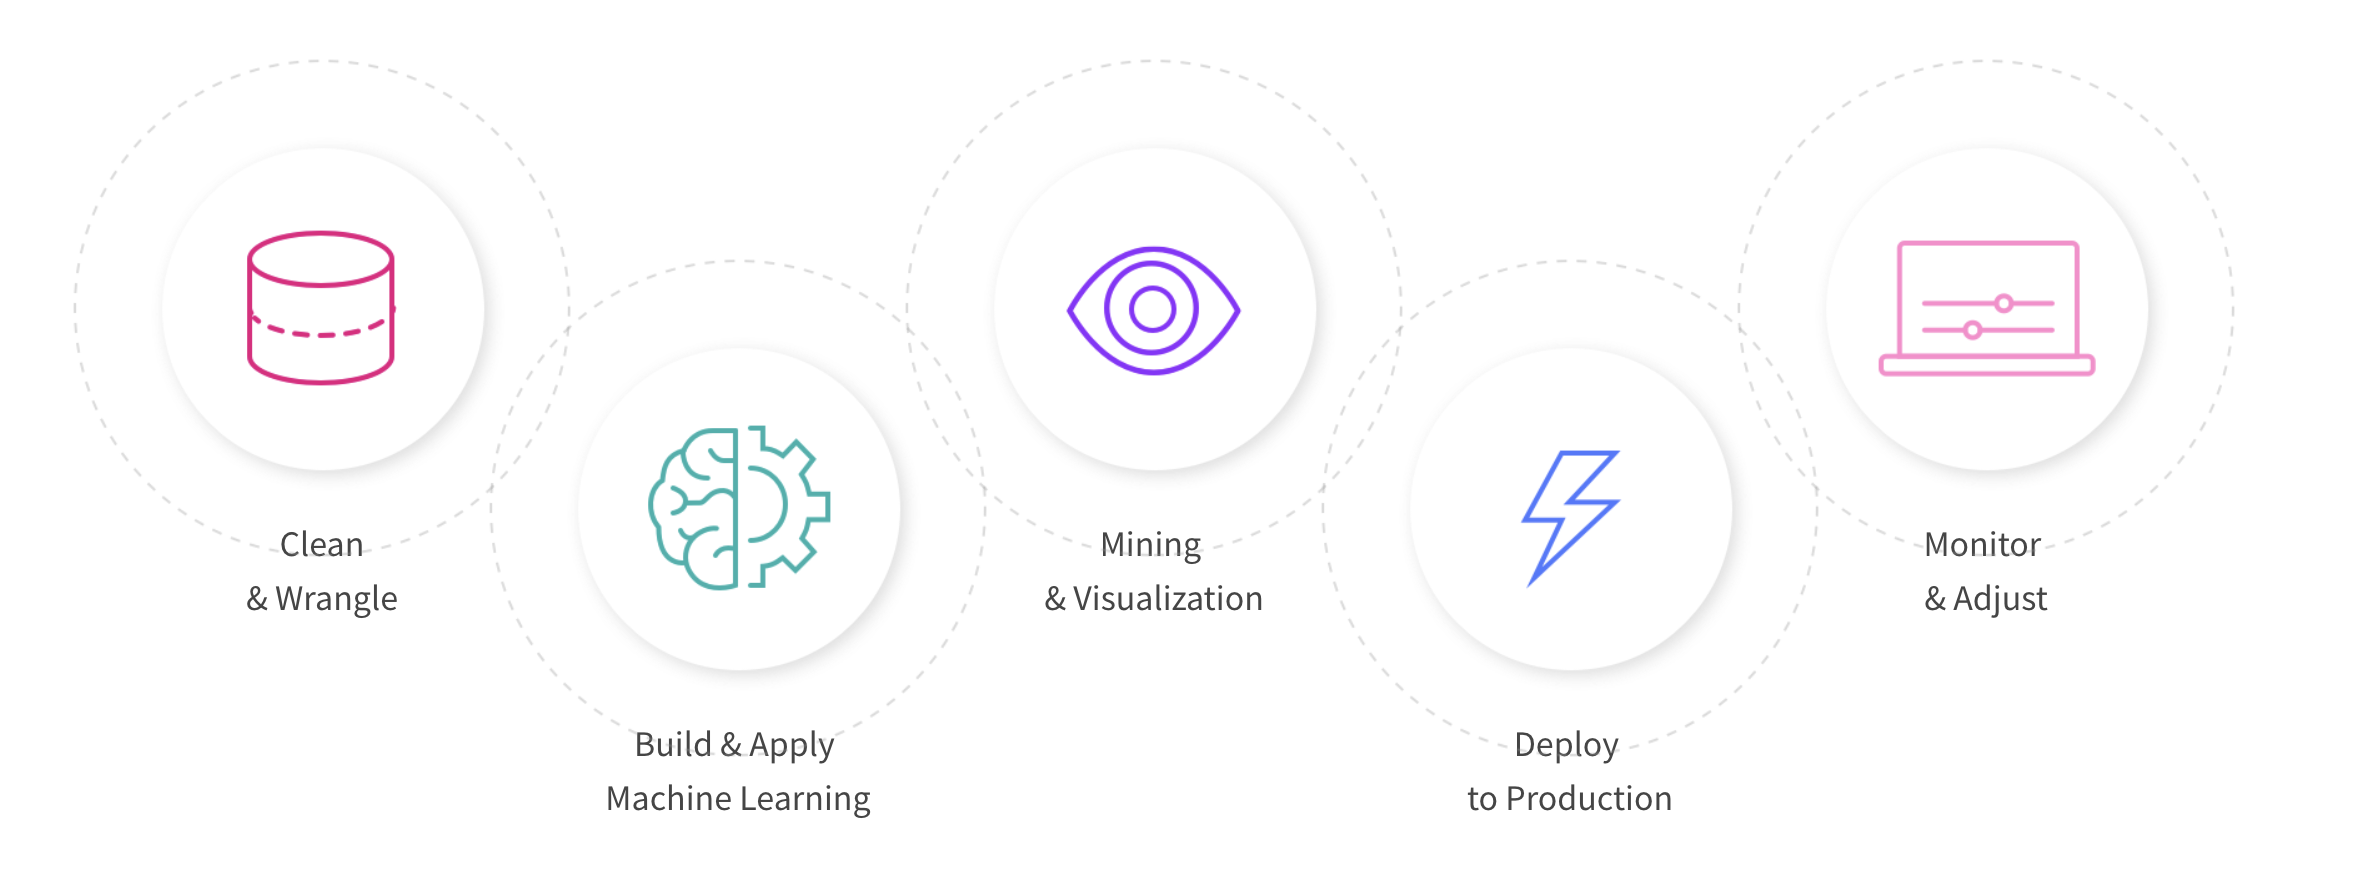 Clean
& Wrangle
Build & Apply
Machine Learning
Mining
& Visualization
Deploy
to Production
Monitor
& Adjust